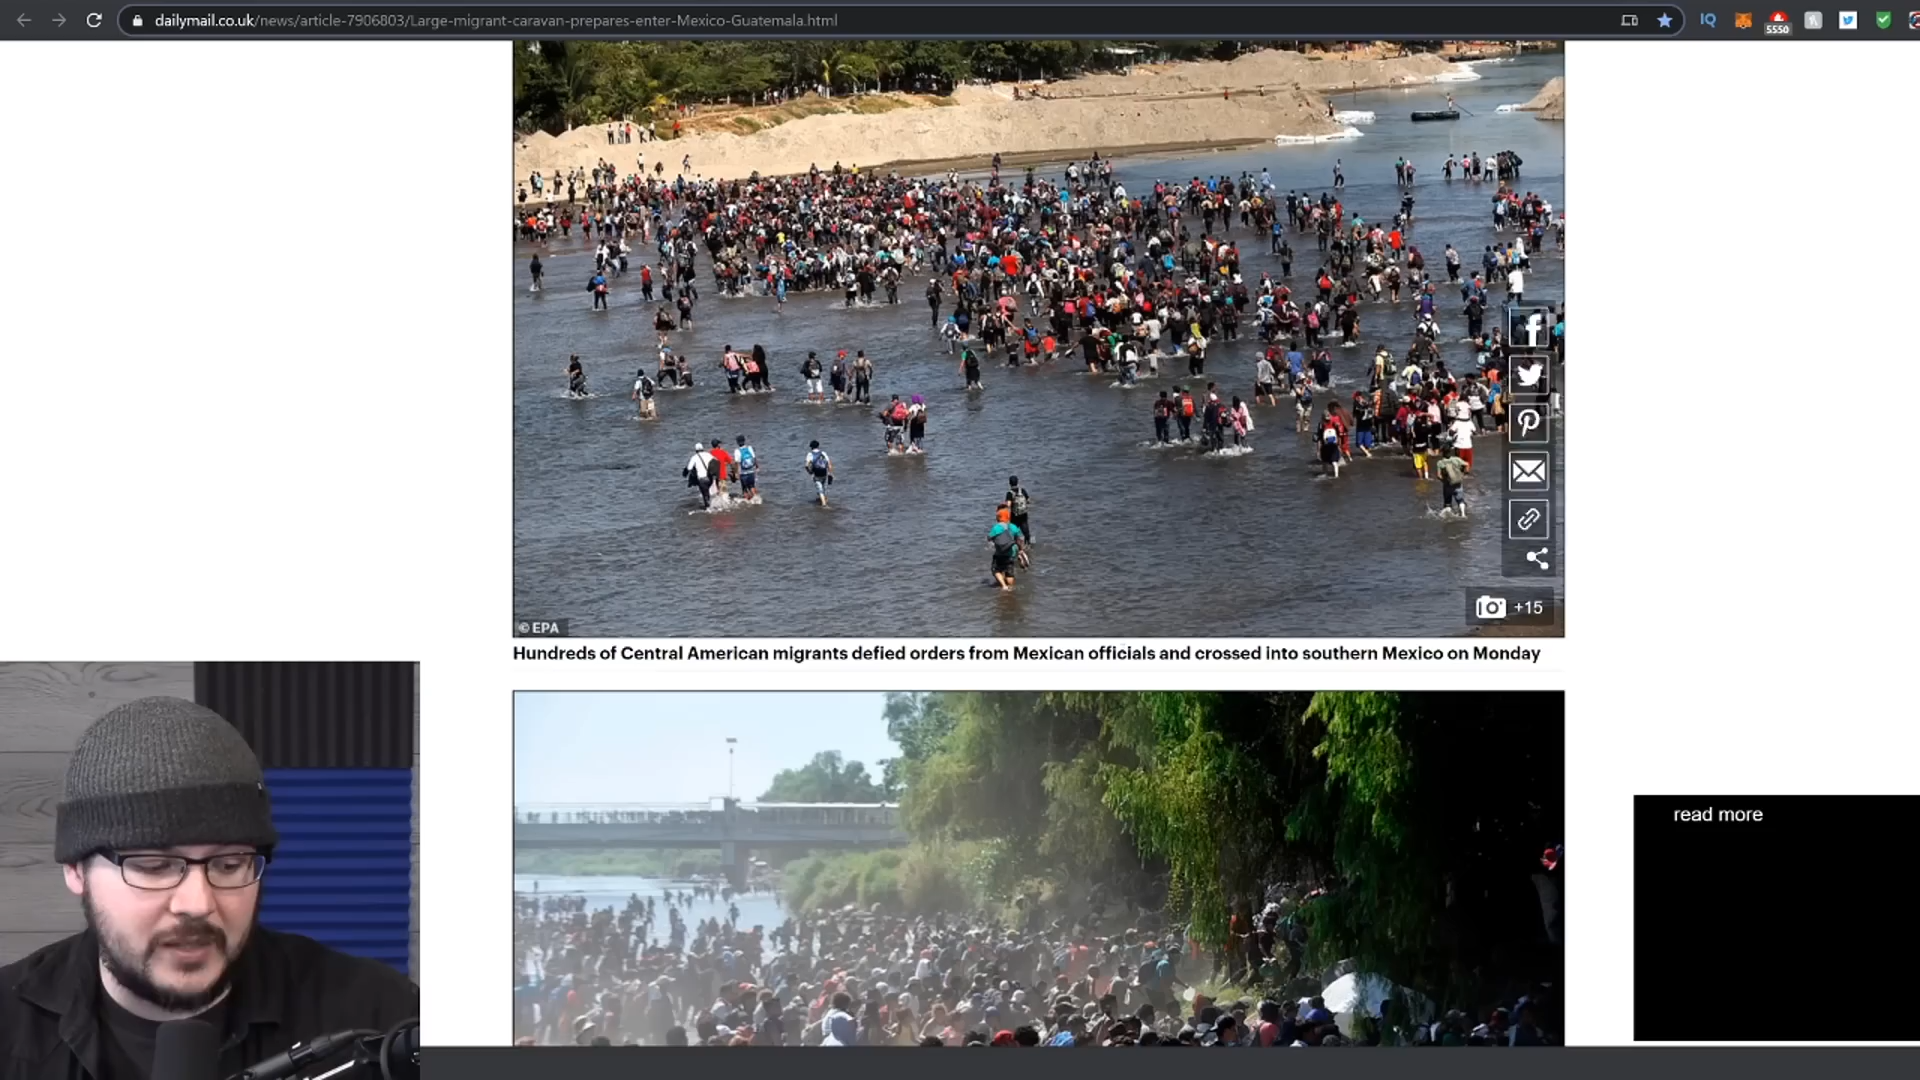 dailymail.co.uk/news/article-7906803/Large-migrant-caravan-prepares-enter-Mexico-Guatemala.html
IQ
5550
+15
© EPA
Hundreds of Central American migrants defied orders from Mexican officials and crossed into southern Mexico on Monday
read more